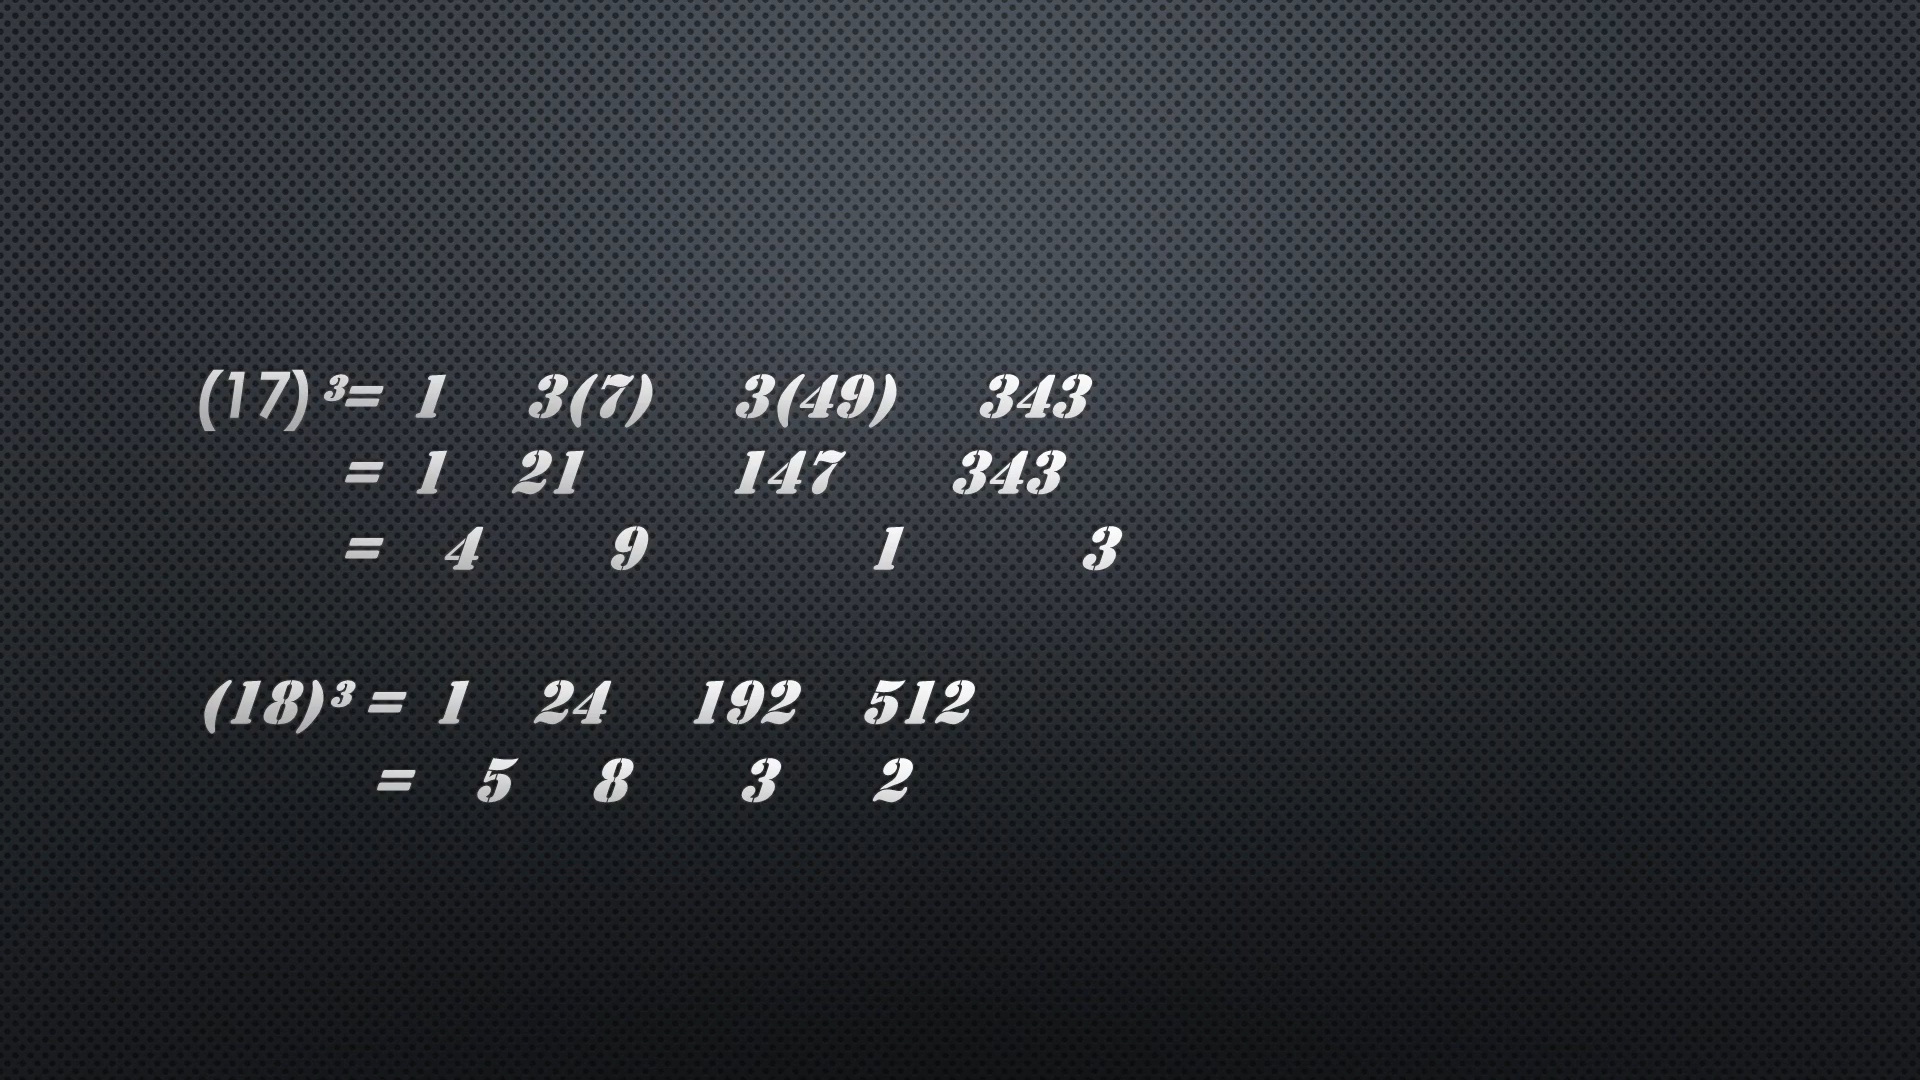 (17)³= 1 3(7) 3(49) 343
= 1 21 147 343
= 4 9 1 3
(18)³ = 1 24 192 512
= 5 8 3 2